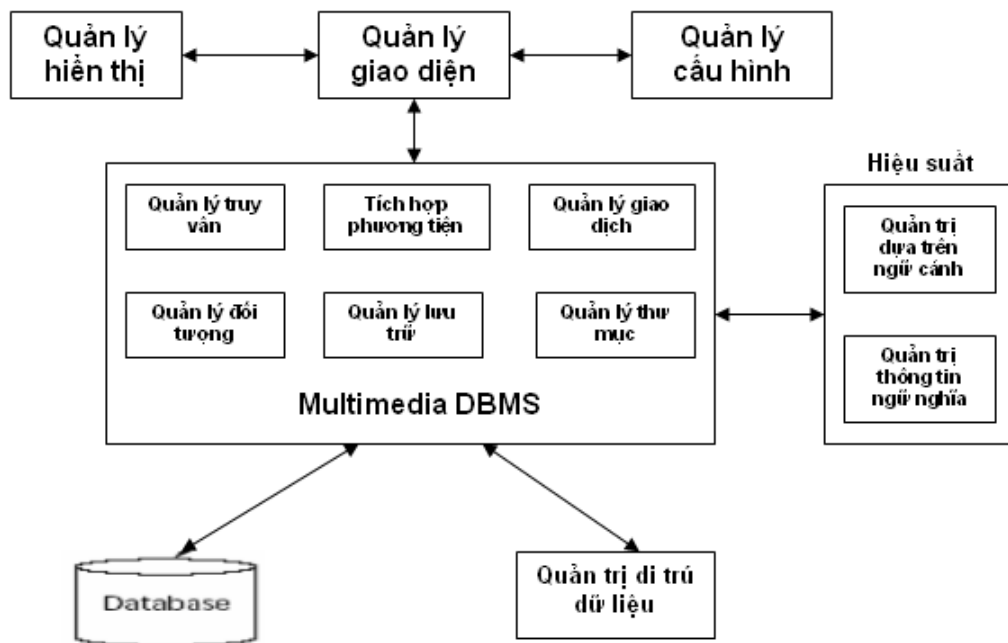 Quản lý
hiển thị
Quản lý
giao diện
Quản lý
cấu hình
Hiệu suất
Quản lý truy
vấn
Tích hợp
phương tiện
Quản lý giao
dịch
Quản lý đối
tượng
Quản lý lưu
trữ
Quản lý thư
mục
Multimedia DBMS
Quản trị
dựa trên
ngữ cảnh
Quản trị
thông tin
ngữ nghĩa
Database
Quản trị di trú
dữ liệu